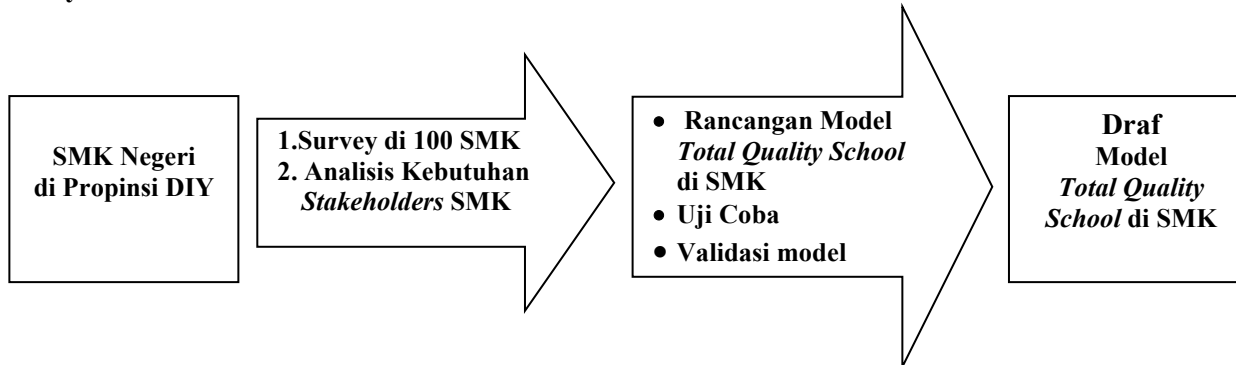 SMK Negeri
di Propinsi DIY
1.Survey di 100 SMK
2. Analisis Kebutuhan
Stakeholders SMK
• Rancangan Model
Total Quality School
di SMK
• Uji Coba
• Validasi model
Draf
Model
Total Quality
School di SMK